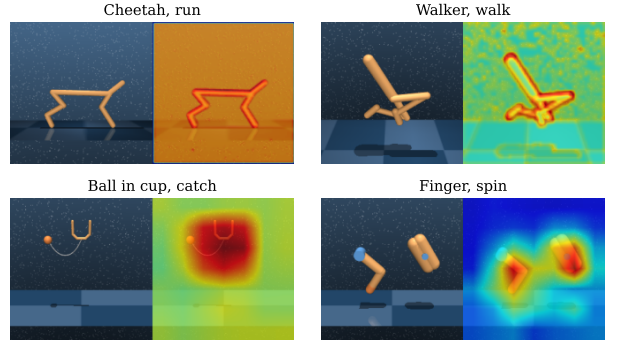 Cheetah, run
Walker, walk
Ball in cup, catch
Finger, spin